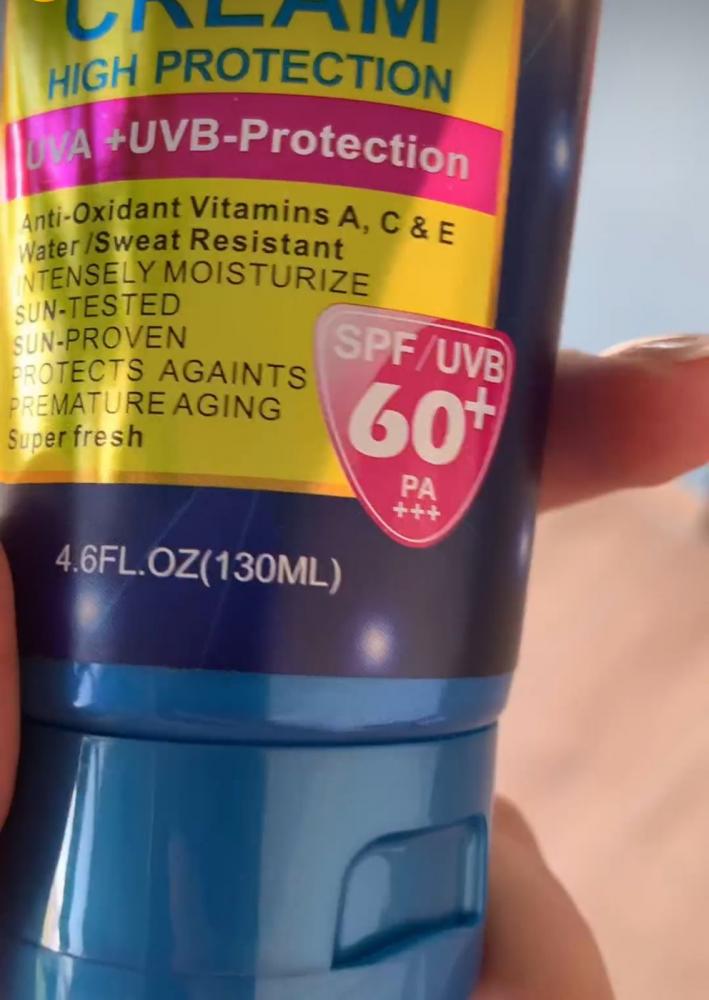 CREAM
HIGH PROTECTION
UVA +UVB-Protection
Anti-Oxidant Vitamins A, C & E
Water/Sweat Resistant
INTENSELY MOISTURIZE
SUN-TESTED
SUN-PROVEN
PROTECTS AGAINTS
PREMATURE AGING
Super fresh
SPF/UVB
60+
PA
+++
4.6FL.OZ(130ML)